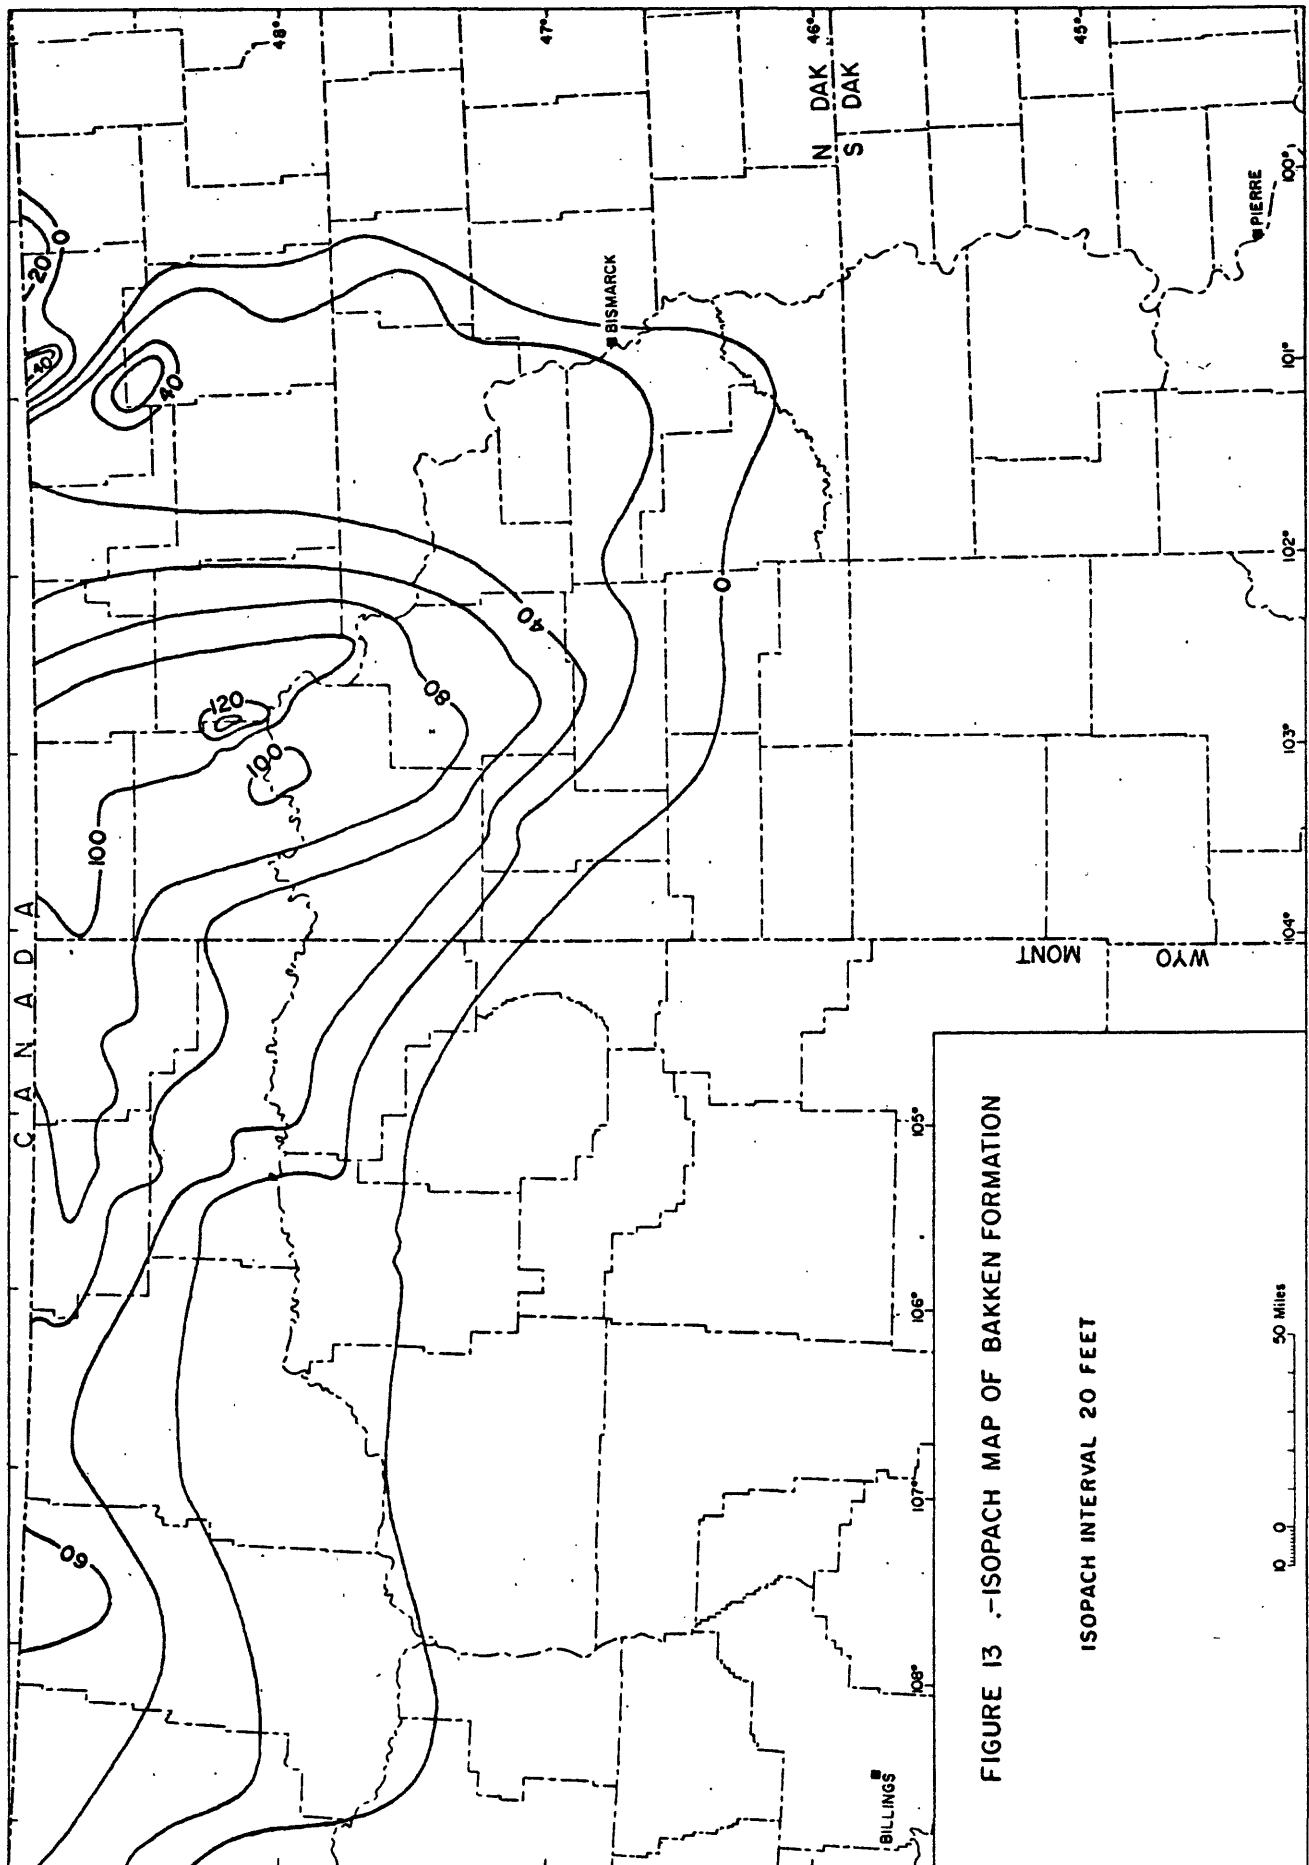 CANADA
48°
47°
46°
45°
N DAK
S DAK
100°
101°
102°
103°
104°
105°
106°
107°
108°
0
20
40
40
40
0
80
120
100
100
60
BISMARCK
PIERRE
BILLINGS
MONT
WYO
FIGURE 13 .-ISOPACH MAP OF BAKKEN FORMATION
ISOPACH INTERVAL 20 FEET
10 0 50 Miles